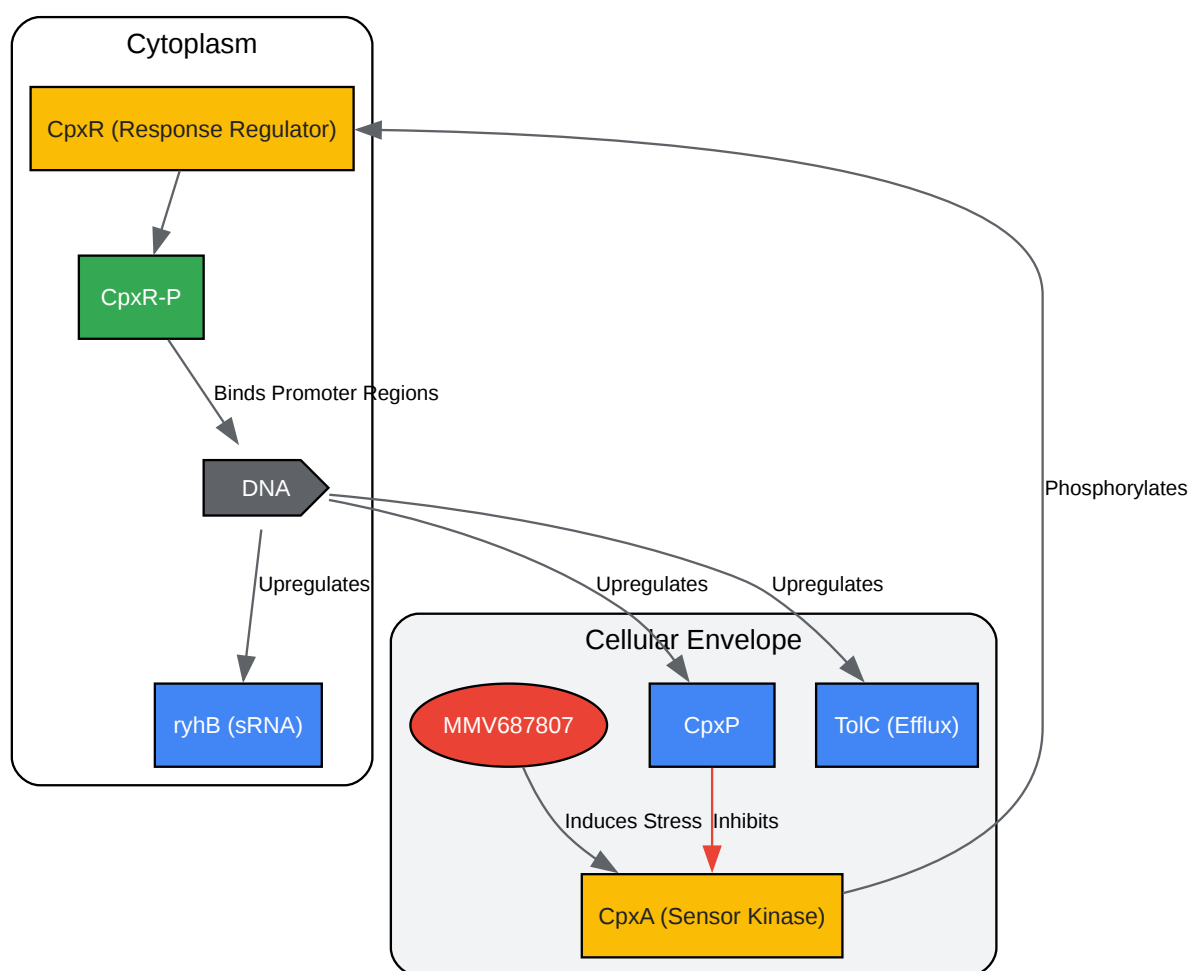 Cytoplasm
CpxR (Response Regulator)
CpxR-P
Binds Promoter Regions
DNA
Phosphorylates
Upregulates
Upregulates
Upregulates
Cellular Envelope
ryhB (sRNA)
MMV687807
CpxP
TolC (Efflux)
Induces Stress
Inhibits
CpxA (Sensor Kinase)